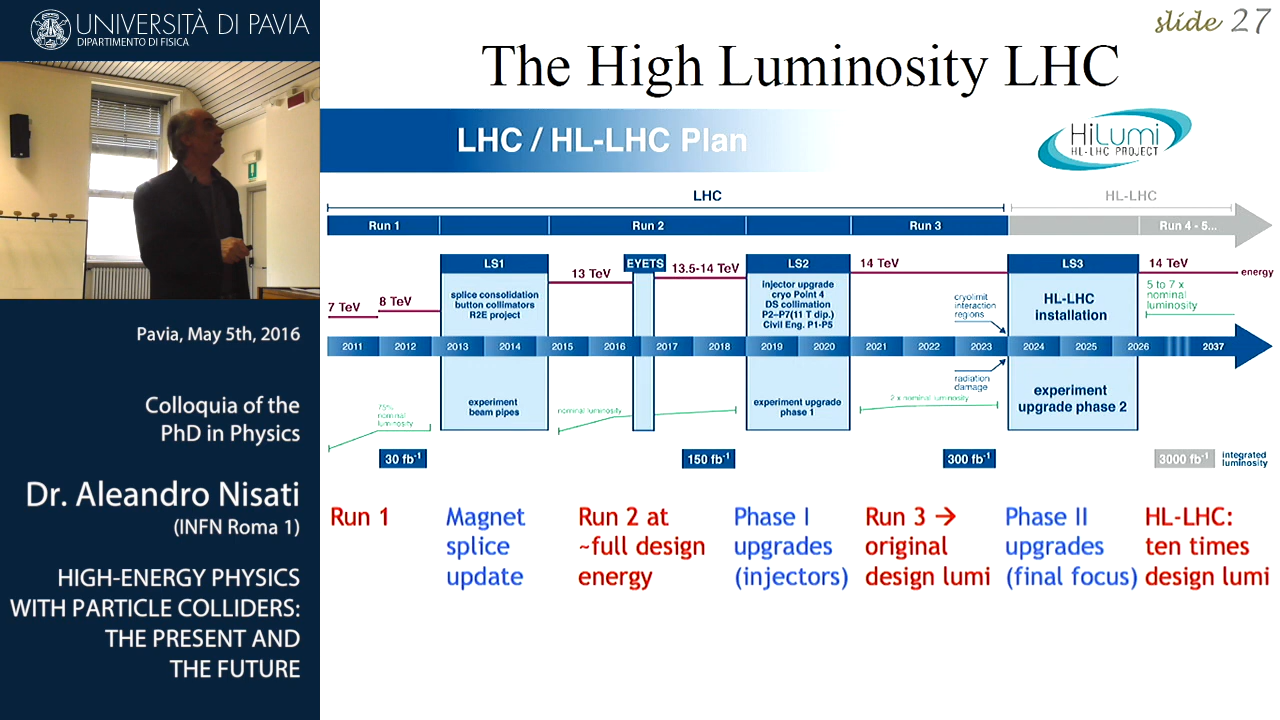 UNIVERSITÀ DI PAVIA
DIPARTIMENTO DI FISICA
Pavia, May 5th, 2016
Colloquia of the
PhD in Physics
Dr. Aleandro Nisati
(INFN Roma 1)
HIGH-ENERGY PHYSICS
WITH PARTICLE COLLIDERS:
THE PRESENT AND
THE FUTURE
slide 27
The High Luminosity LHC
LHC / HL-LHC Plan
HiLumi
HL-LHC PROJECT
LHC
HL-LHC
Run 1
Run 2
Run 3
Run 4 - 5...
LS1
splice consolidation
button collimators
R2E project
EYETS
LS2
injector upgrade
cryo Point 4
DS collimation
P2-P7(11 T dip.)
Civil Eng. P1-P5
LS3
HL-LHC
installation
7 TeV
8 TeV
13 TeV
13.5-14 TeV
14 TeV
14 TeV
energy
cryolimit
interaction
regions
5 to 7 x
nominal
luminosity
2011 2012 2013 2014 2015 2016 2017 2018 2019 2020 2021 2022 2023 2024 2025 2026 2037
radiation
damage
75%
nominal
luminosity
experiment
beam pipes
nominal luminosity
experiment upgrade
phase 1
2 x nominal luminosity
experiment
upgrade phase 2
30 fb-1
150 fb-1
300 fb-1
3000 fb-1
integrated
luminosity
Run 1
Magnet
splice
update
Run 2 at
~full design
energy
Phase I
upgrades
(injectors)
Run 3 →
original
design lumi
Phase II
upgrades
(final focus)
HL-LHC:
ten times
design lumi